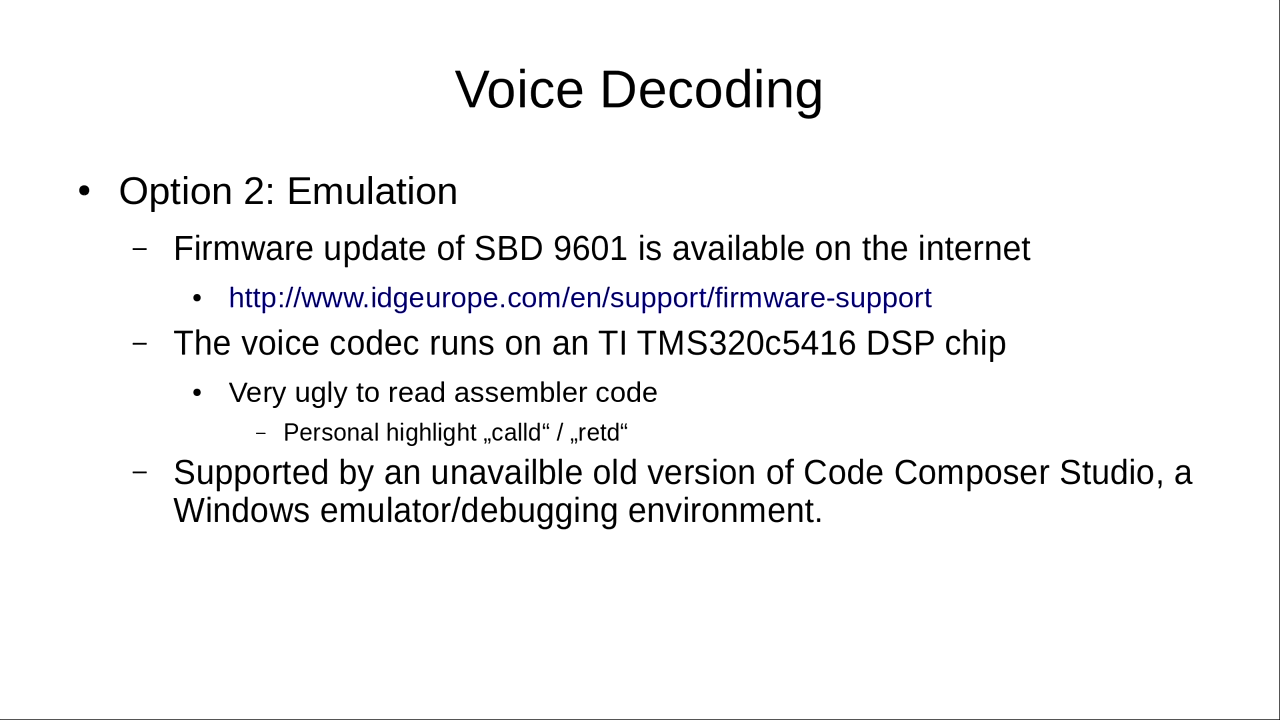 Voice Decoding
• Option 2: Emulation
– Firmware update of SBD 9601 is available on the internet
• http://www.idgeurope.com/en/support/firmware-support
– The voice codec runs on an TI TMS320c5416 DSP chip
• Very ugly to read assembler code
– Personal highlight „calld“ / „retd“
– Supported by an unavailble old version of Code Composer Studio, a
Windows emulator/debugging environment.